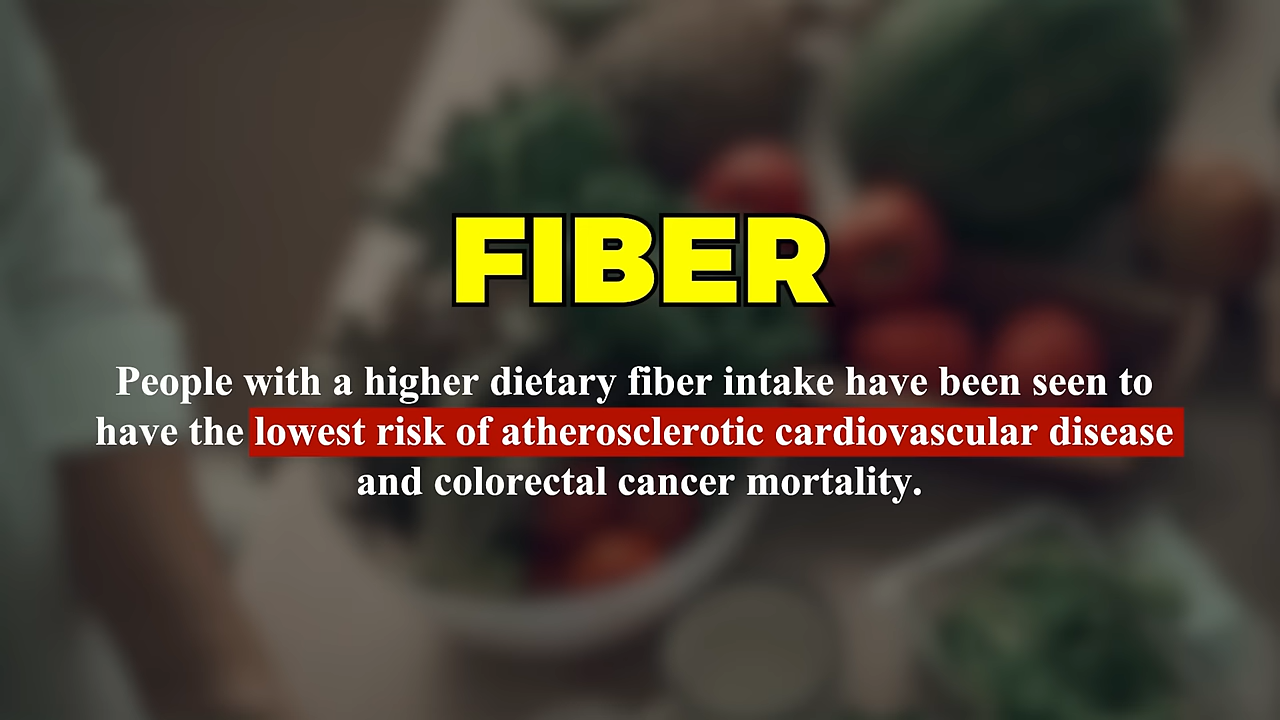 FIBER
People with a higher dietary fiber intake have been seen to
have the lowest risk of atherosclerotic cardiovascular disease
and colorectal cancer mortality.